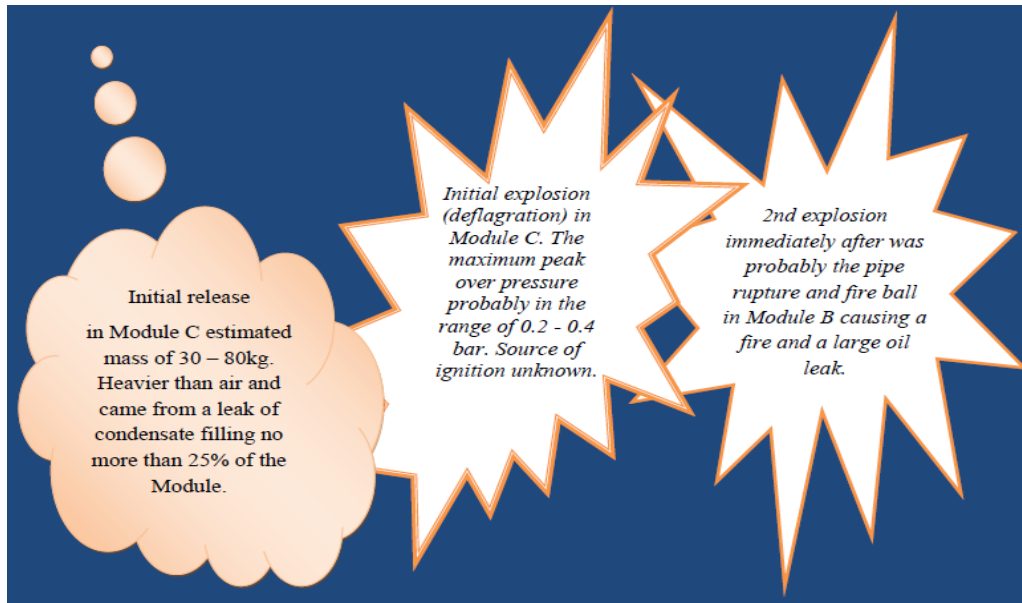 Initial release
in Module C estimated
mass of 30 – 80kg.
Heavier than air and
came from a leak of
condensate filling no
more than 25% of the
Module.
Initial explosion
(deflagration) in
Module C. The
maximum peak
over pressure
probably in the
range of 0.2 - 0.4
bar. Source of
ignition unknown.
2nd explosion
immediately after was
probably the pipe
rupture and fire ball
in Module B causing a
fire and a large oil
leak.